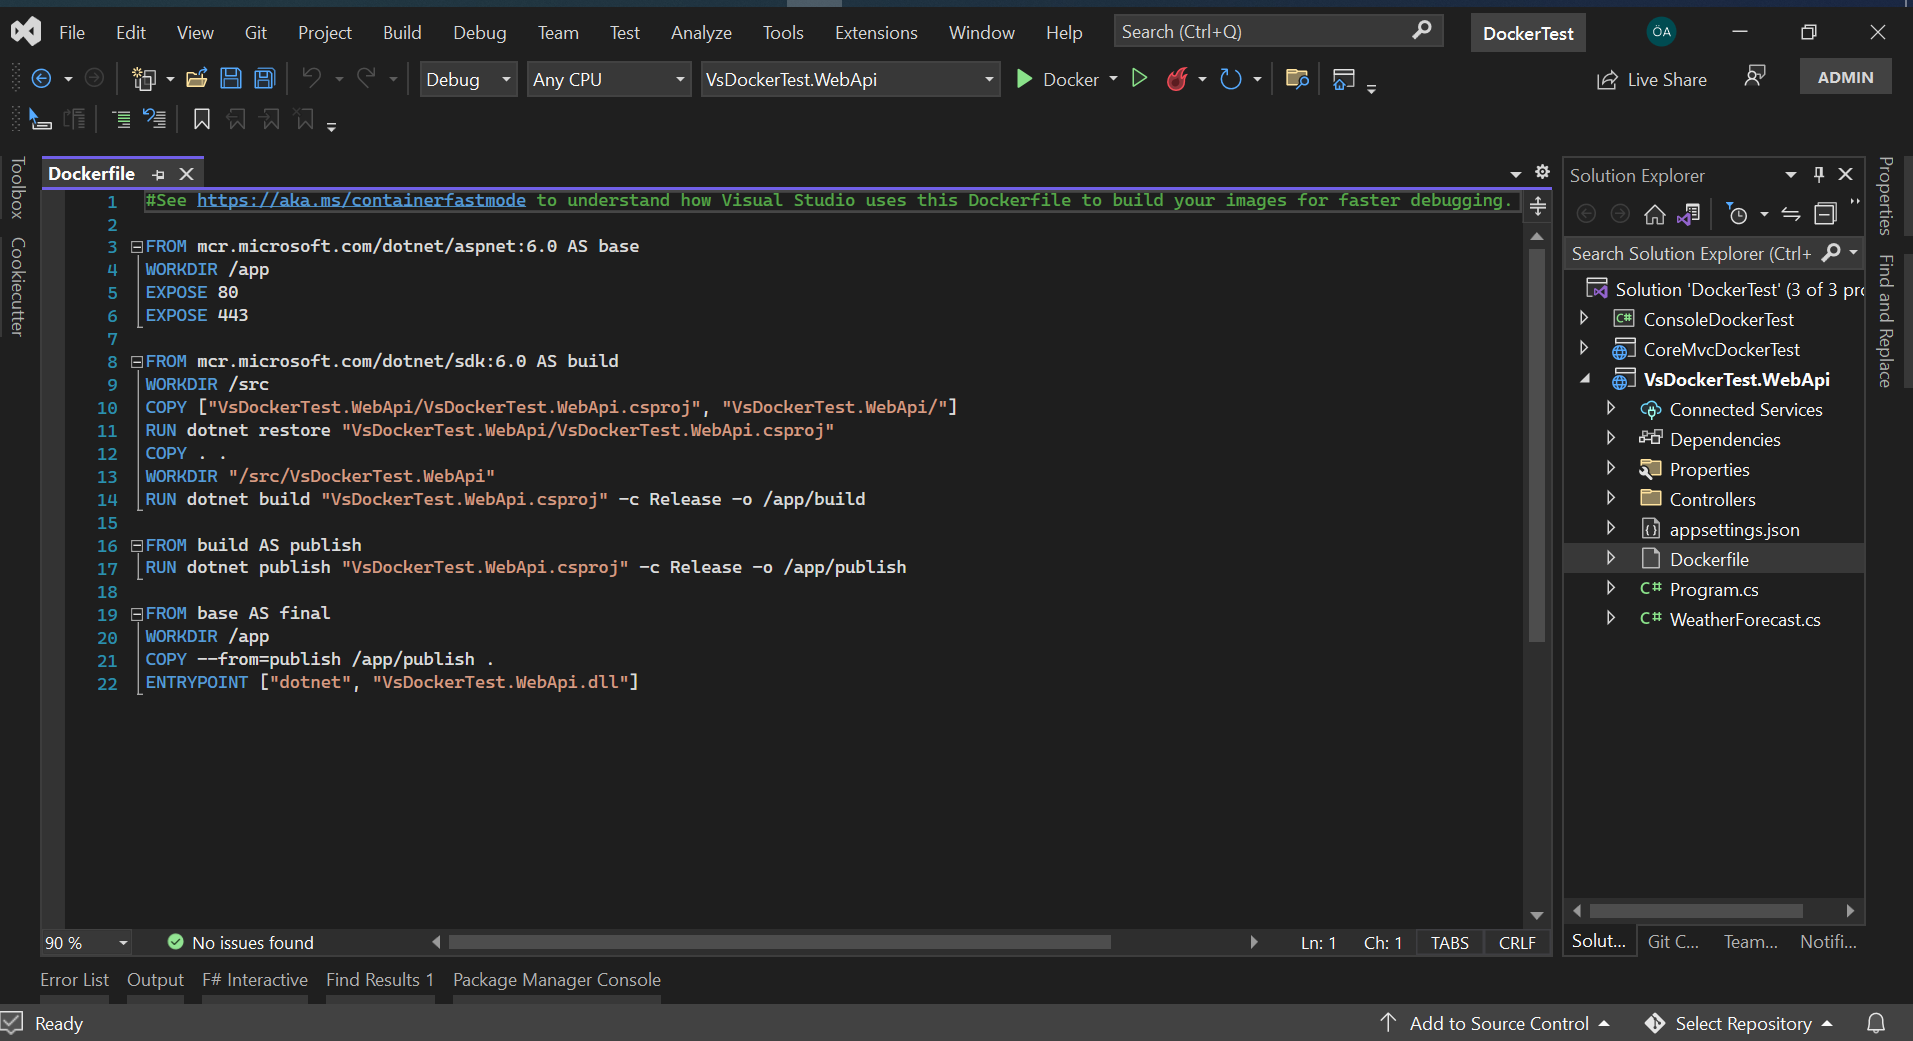 File Edit View Git Project Build Debug Team Test Analyze Tools Extensions Window Help Search (Ctrl+Q) DockerTest ÖA
Debug Any CPU VsDockerTest.WebApi Docker Live Share ADMIN
Toolbox
Cookiecutter
Dockerfile
1 #See https://aka.ms/containerfastmode to understand how Visual Studio uses this Dockerfile to build your images for faster debugging.
2
3 FROM mcr.microsoft.com/dotnet/aspnet:6.0 AS base
4 WORKDIR /app
5 EXPOSE 80
6 EXPOSE 443
7
8 FROM mcr.microsoft.com/dotnet/sdk:6.0 AS build
9 WORKDIR /src
10 COPY ["VsDockerTest.WebApi/VsDockerTest.WebApi.csproj", "VsDockerTest.WebApi/"]
11 RUN dotnet restore "VsDockerTest.WebApi/VsDockerTest.WebApi.csproj"
12 COPY . .
13 WORKDIR "/src/VsDockerTest.WebApi"
14 RUN dotnet build "VsDockerTest.WebApi.csproj" -c Release -o /app/build
15
16 FROM build AS publish
17 RUN dotnet publish "VsDockerTest.WebApi.csproj" -c Release -o /app/publish
18
19 FROM base AS final
20 WORKDIR /app
21 COPY --from=publish /app/publish .
22 ENTRYPOINT ["dotnet", "VsDockerTest.WebApi.dll"]
90 % No issues found Ln: 1 Ch: 1 TABS CRLF
Solution Explorer
Search Solution Explorer (Ctrl+
Solution 'DockerTest' (3 of 3 pro
C# ConsoleDockerTest
CoreMvcDockerTest
VsDockerTest.WebApi
Connected Services
Dependencies
Properties
Controllers
appsettings.json
Dockerfile
C# Program.cs
C# WeatherForecast.cs
Solut... Git C... Team... Notifi...
Properties
Find and Replace
Error List Output F# Interactive Find Results 1 Package Manager Console
Ready Add to Source Control Select Repository